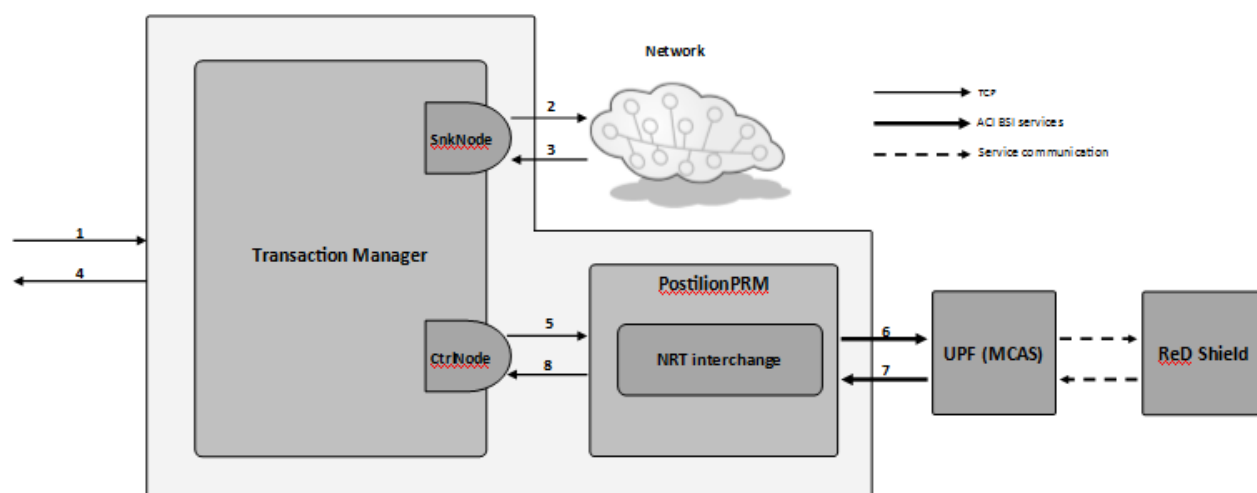 Network
TCP
ACI BSI services
Service communication
2
SnkNode
3
1
Transaction Manager
4
PostilionPRM
5
CtrlNode
8
NRT interchange
6
7
UPF (MCAS)
ReD Shield